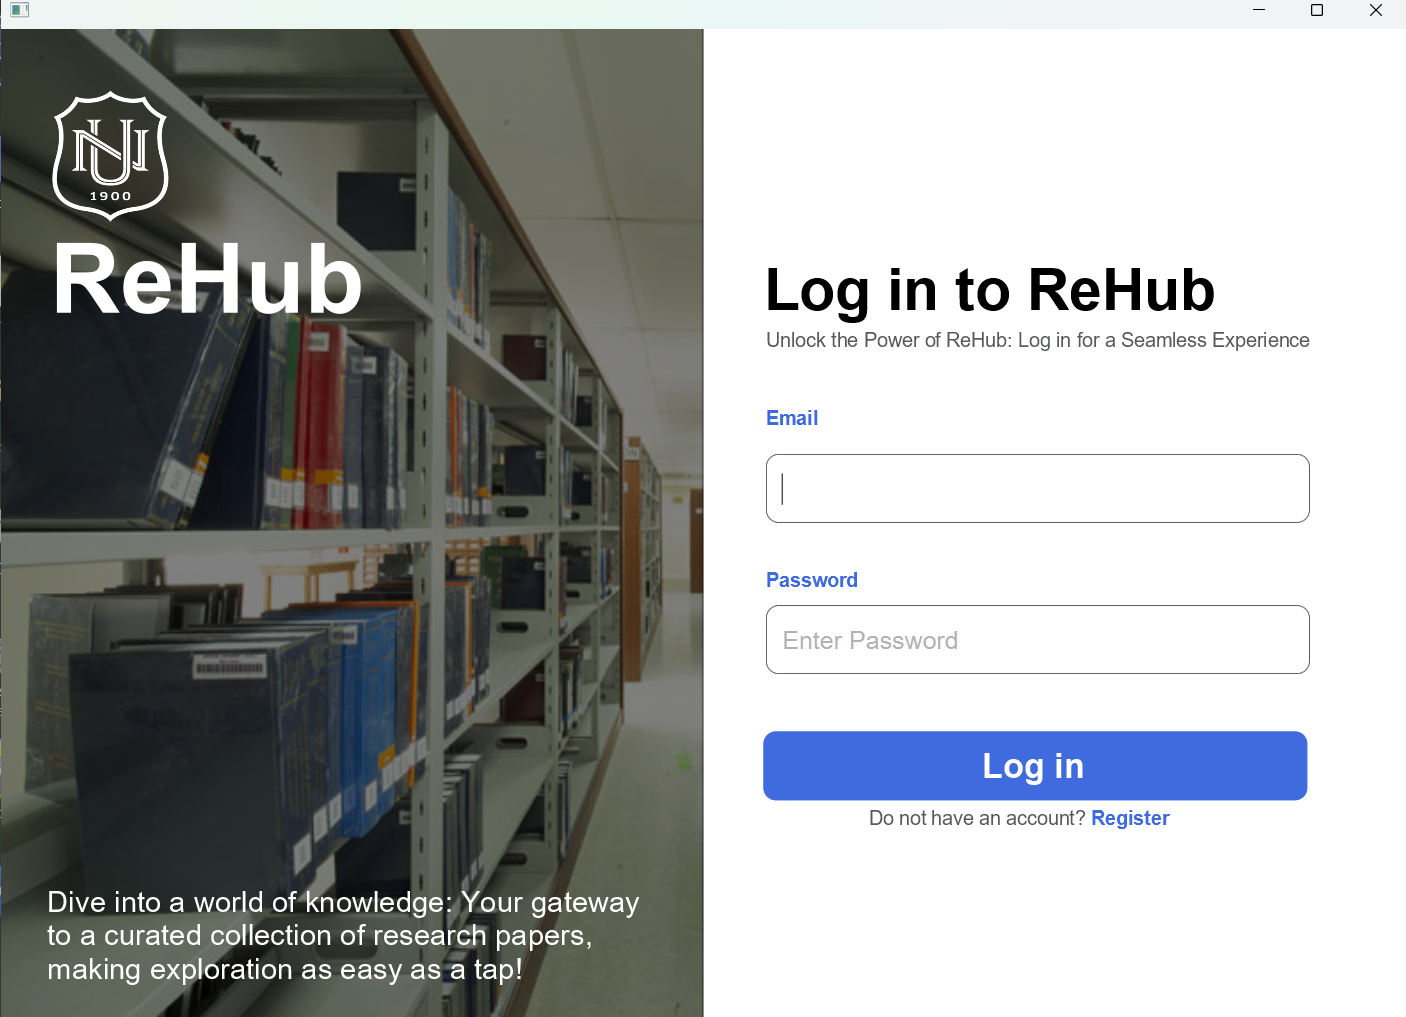 NU
1900
ReHub
Dive into a world of knowledge: Your gateway
to a curated collection of research papers,
making exploration as easy as a tap!
Log in to ReHub
Unlock the Power of ReHub: Log in for a Seamless Experience
Email
Password
Enter Password
Log in
Do not have an account? Register